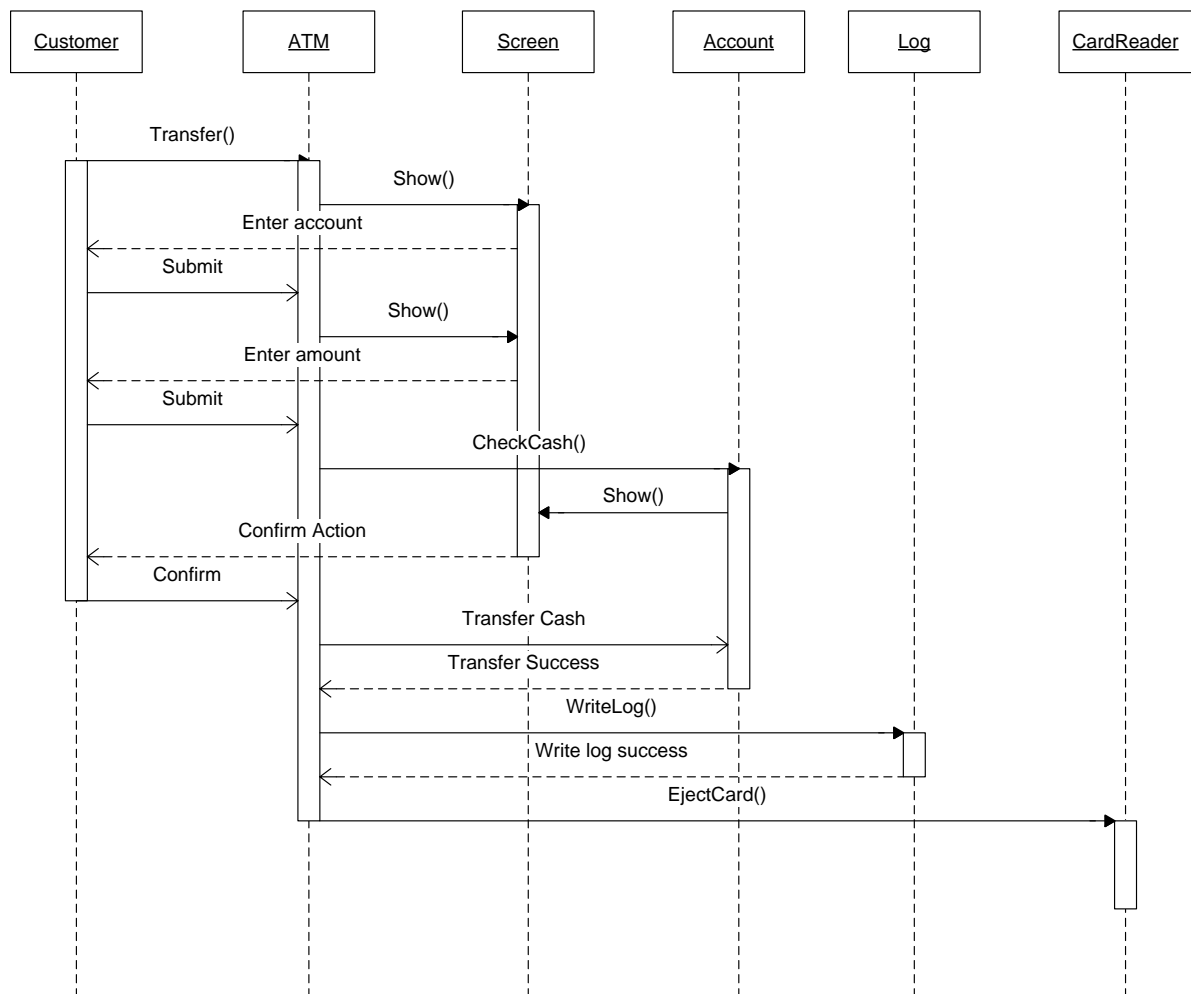 Customer
ATM
Screen
Account
Log
CardReader
Transfer()
Show()
Enter account
Submit
Show()
Enter amount
Submit
CheckCash()
Show()
Confirm Action
Confirm
Transfer Cash
Transfer Success
WriteLog()
Write log success
EjectCard()